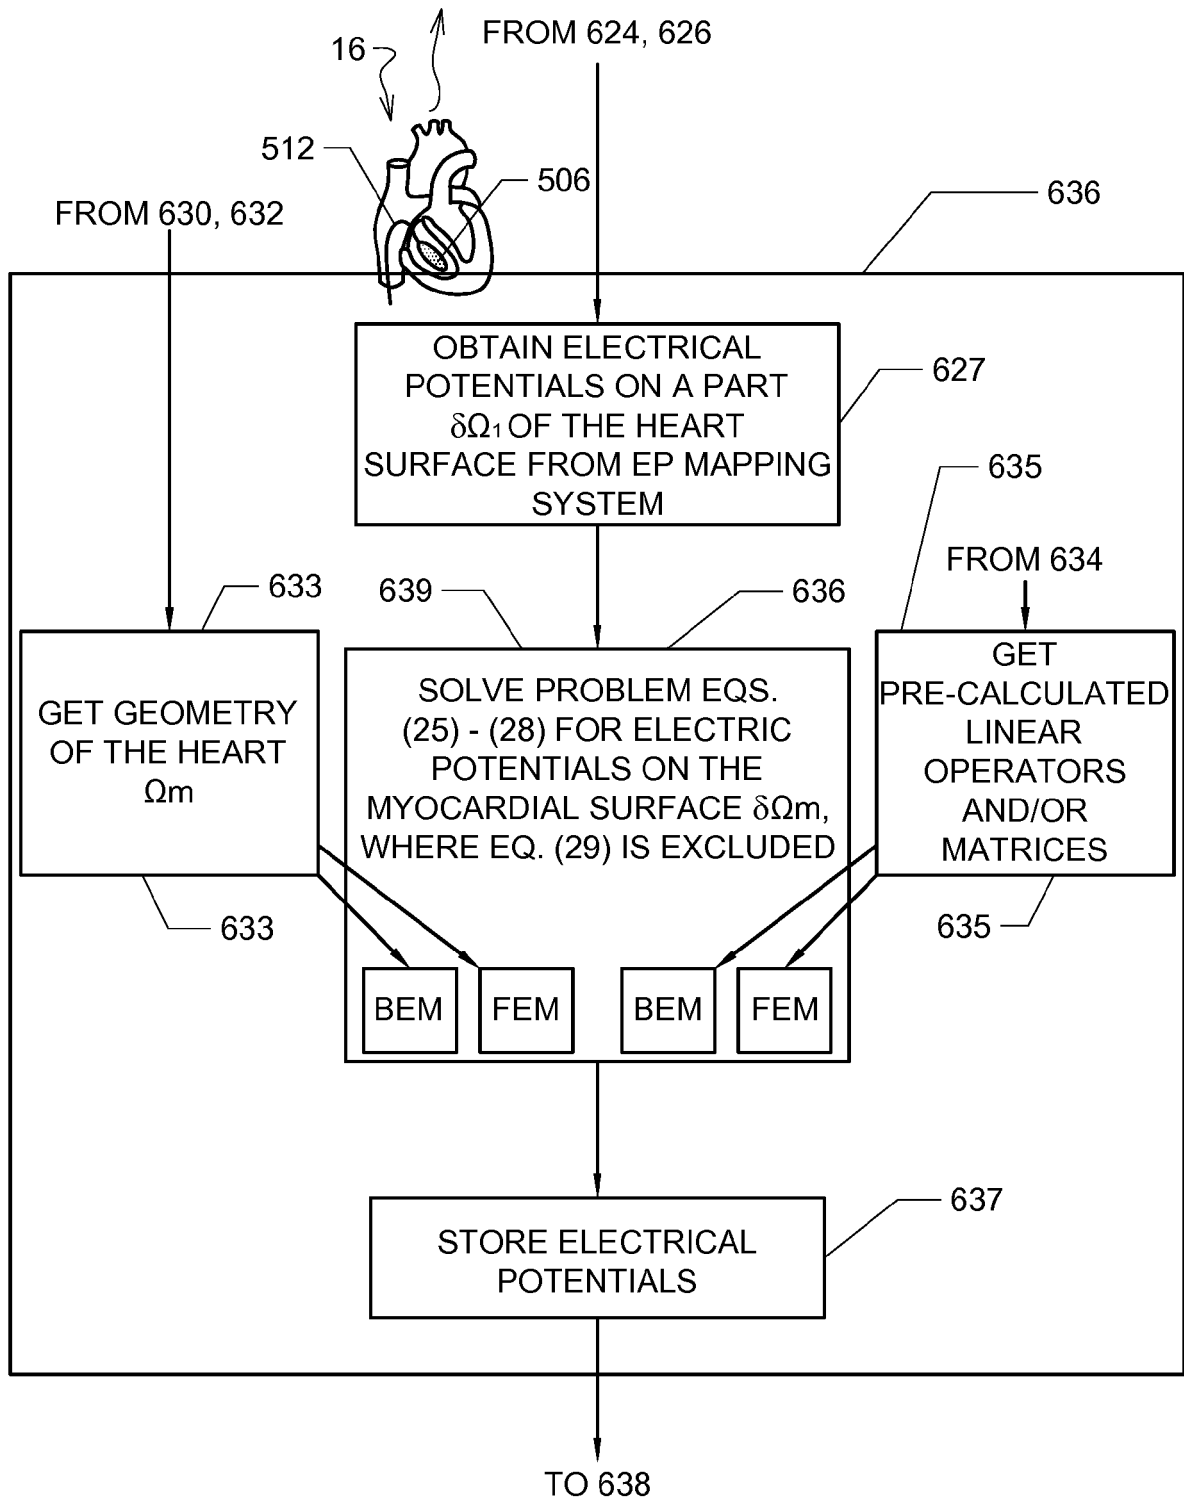 FROM 624, 626
16
512
506
636
FROM 630, 632
OBTAIN ELECTRICAL
POTENTIALS ON A PART
δΩ₁ OF THE HEART
SURFACE FROM EP MAPPING
SYSTEM
627
635
FROM 634
633
639
636
GET GEOMETRY
OF THE HEART
Ωm
SOLVE PROBLEM EQS.
(25) - (28) FOR ELECTRIC
POTENTIALS ON THE
MYOCARDIAL SURFACE δΩm,
WHERE EQ. (29) IS EXCLUDED
GET
PRE-CALCULATED
LINEAR
OPERATORS
AND/OR
MATRICES
633
635
BEM
FEM
BEM
FEM
637
STORE ELECTRICAL
POTENTIALS
TO 638